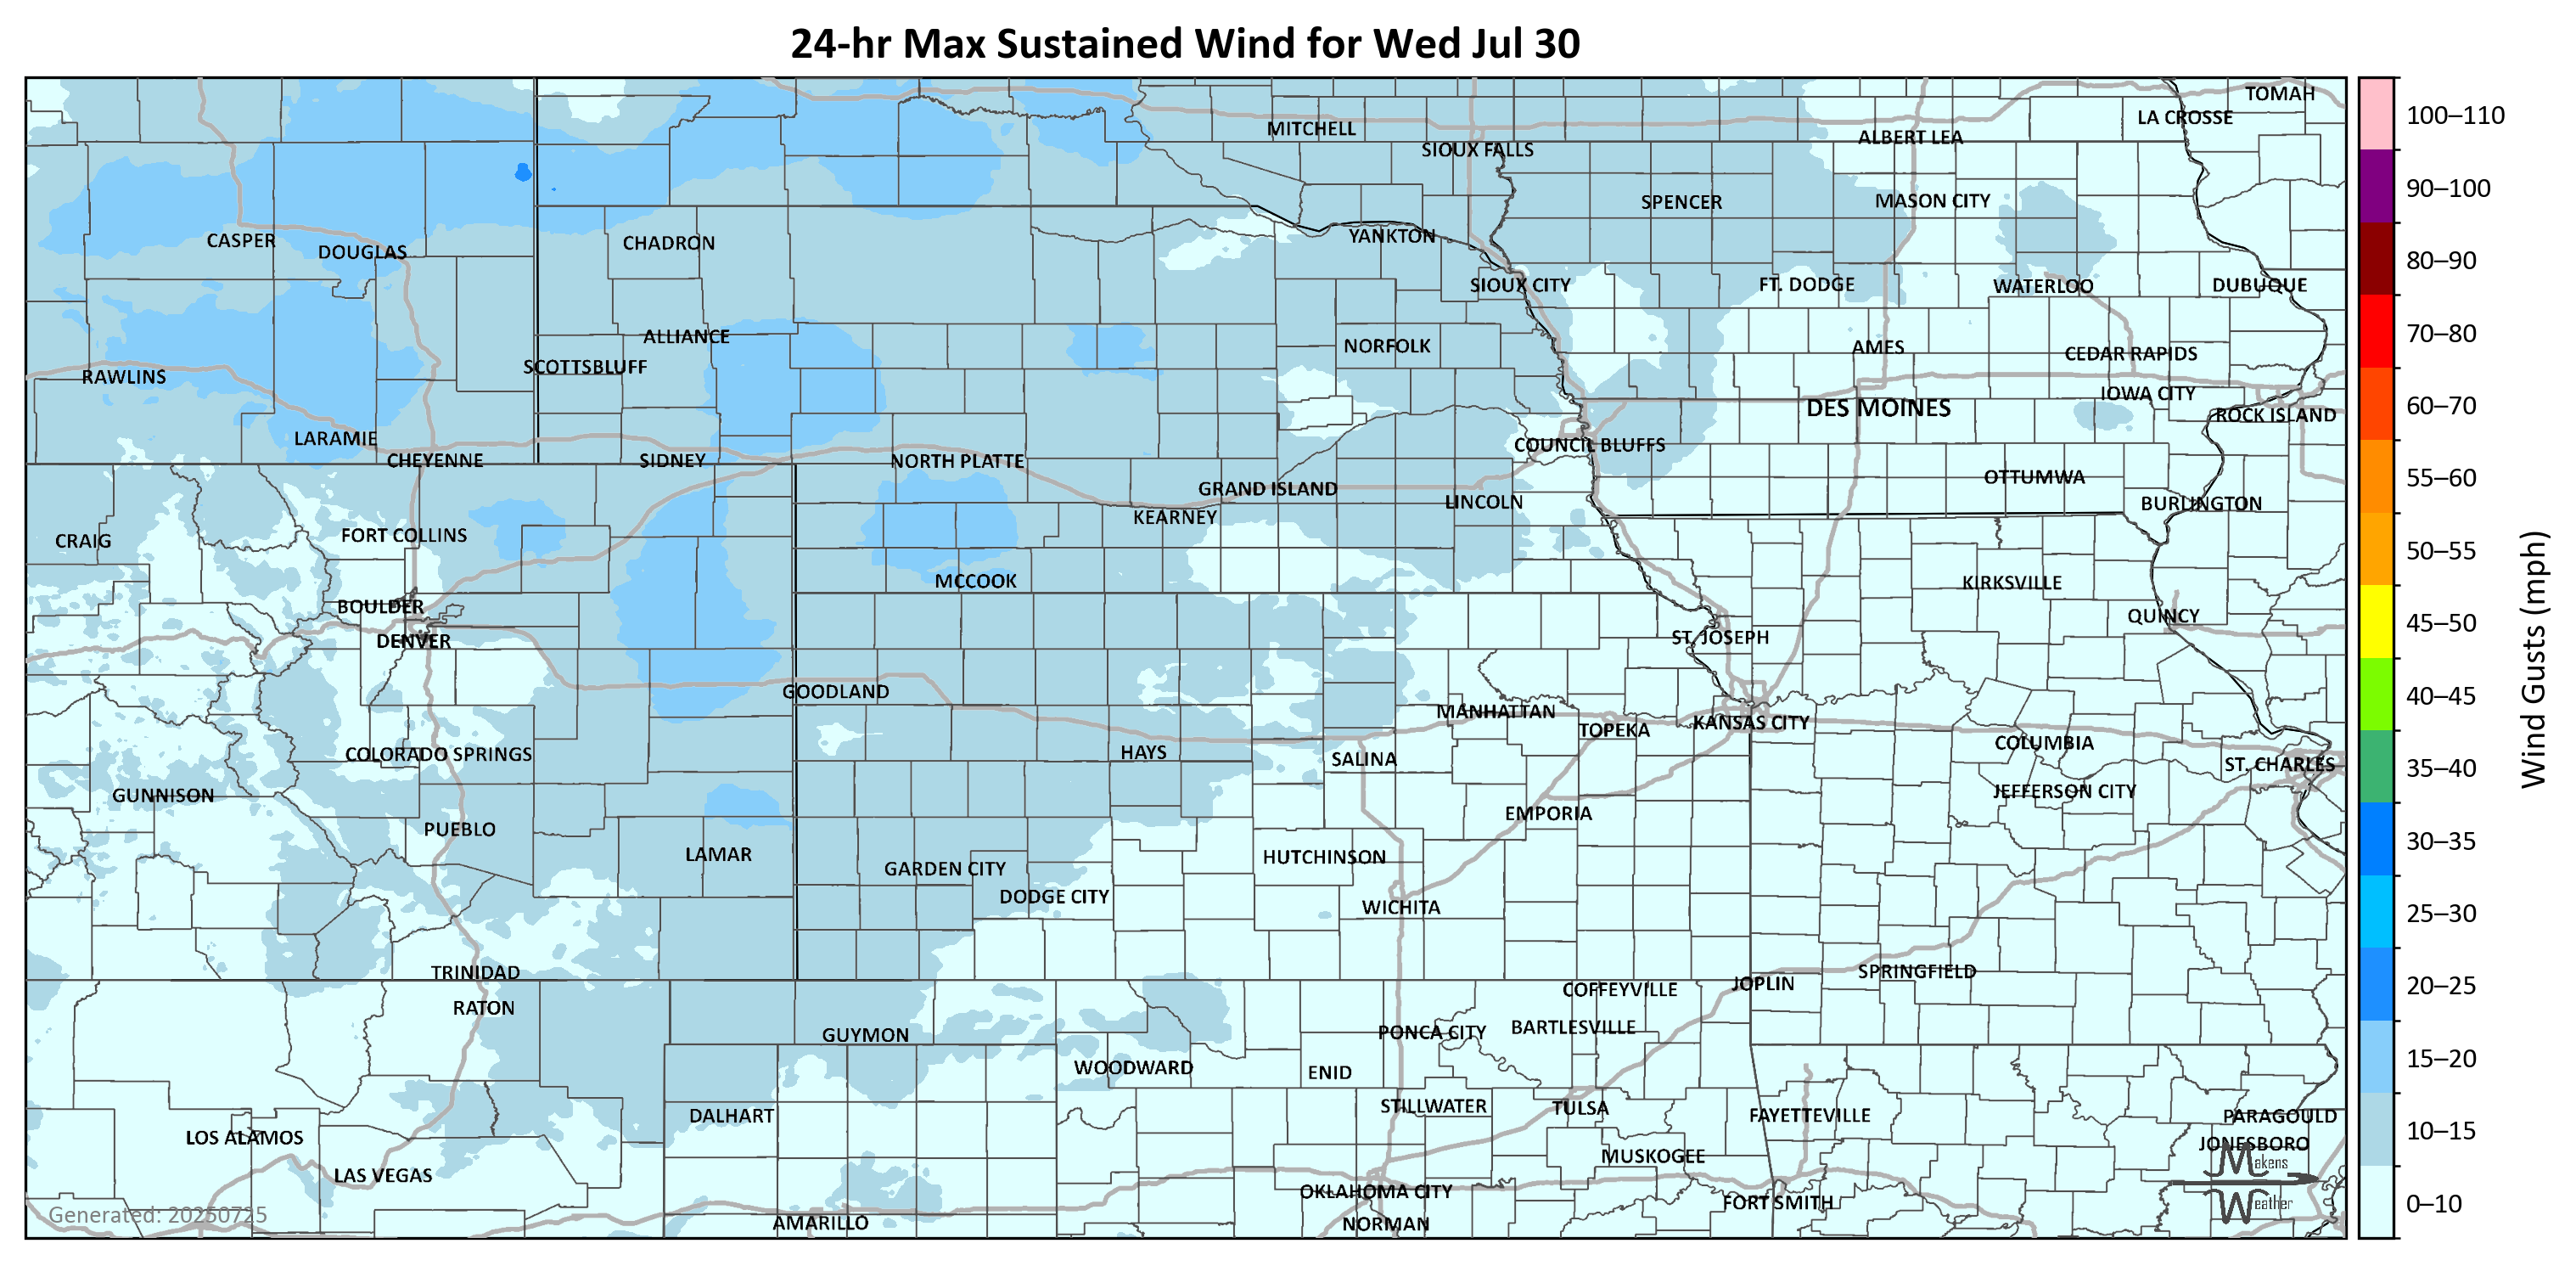 24-hr Max Sustained Wind for Wed Jul 30
TOMAH
LA CROSSE
MITCHELL
ALBERT LEA
SIOUX FALLS
SPENCER
MASON CITY
CASPER
DOUGLAS
CHADRON
YANKTON
SIOUX CITY
FT. DODGE
WATERLOO
DUBUQUE
ALLIANCE
NORFOLK
AMES
CEDAR RAPIDS
SCOTTSBLUFF
RAWLINS
IOWA CITY
DES MOINES
ROCK ISLAND
LARAMIE
COUNCIL BLUFFS
CHEYENNE
SIDNEY
NORTH PLATTE
OTTUMWA
GRAND ISLAND
LINCOLN
BURLINGTON
KEARNEY
FORT COLLINS
CRAIG
MCCOOK
KIRKSVILLE
BOULDER
QUINCY
DENVER
ST. JOSEPH
GOODLAND
MANHATTAN
TOPEKA
KANSAS CITY
COLUMBIA
COLORADO SPRINGS
HAYS
SALINA
ST. CHARLES
GUNNISON
JEFFERSON CITY
EMPORIA
PUEBLO
LAMAR
HUTCHINSON
GARDEN CITY
DODGE CITY
WICHITA
TRINIDAD
SPRINGFIELD
JOPLIN
COFFEYVILLE
RATON
GUYMON
PONCA CITY
BARTLESVILLE
WOODWARD
ENID
STILLWATER
TULSA
DALHART
FAYETTEVILLE
PARAGOULD
LOS ALAMOS
JONESBORO
MUSKOGEE
LAS VEGAS
OKLAHOMA CITY
FORT SMITH
AMARILLO
NORMAN
Generated: 20250725
Makens
Weather
100–110
90–100
80–90
70–80
60–70
55–60
50–55
45–50
40–45
35–40
30–35
25–30
20–25
15–20
10–15
0–10
Wind Gusts (mph)